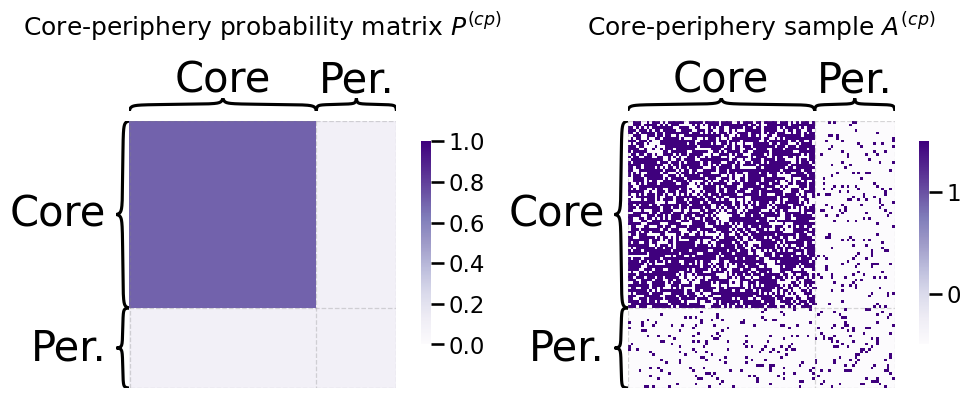 Core-periphery probability matrix P^(cp)
Core-periphery sample A^(cp)
Core
Per.
Core
Per.
1.0
0.8
0.6
0.4
0.2
0.0
Core
Per.
Core
Per.
1
0